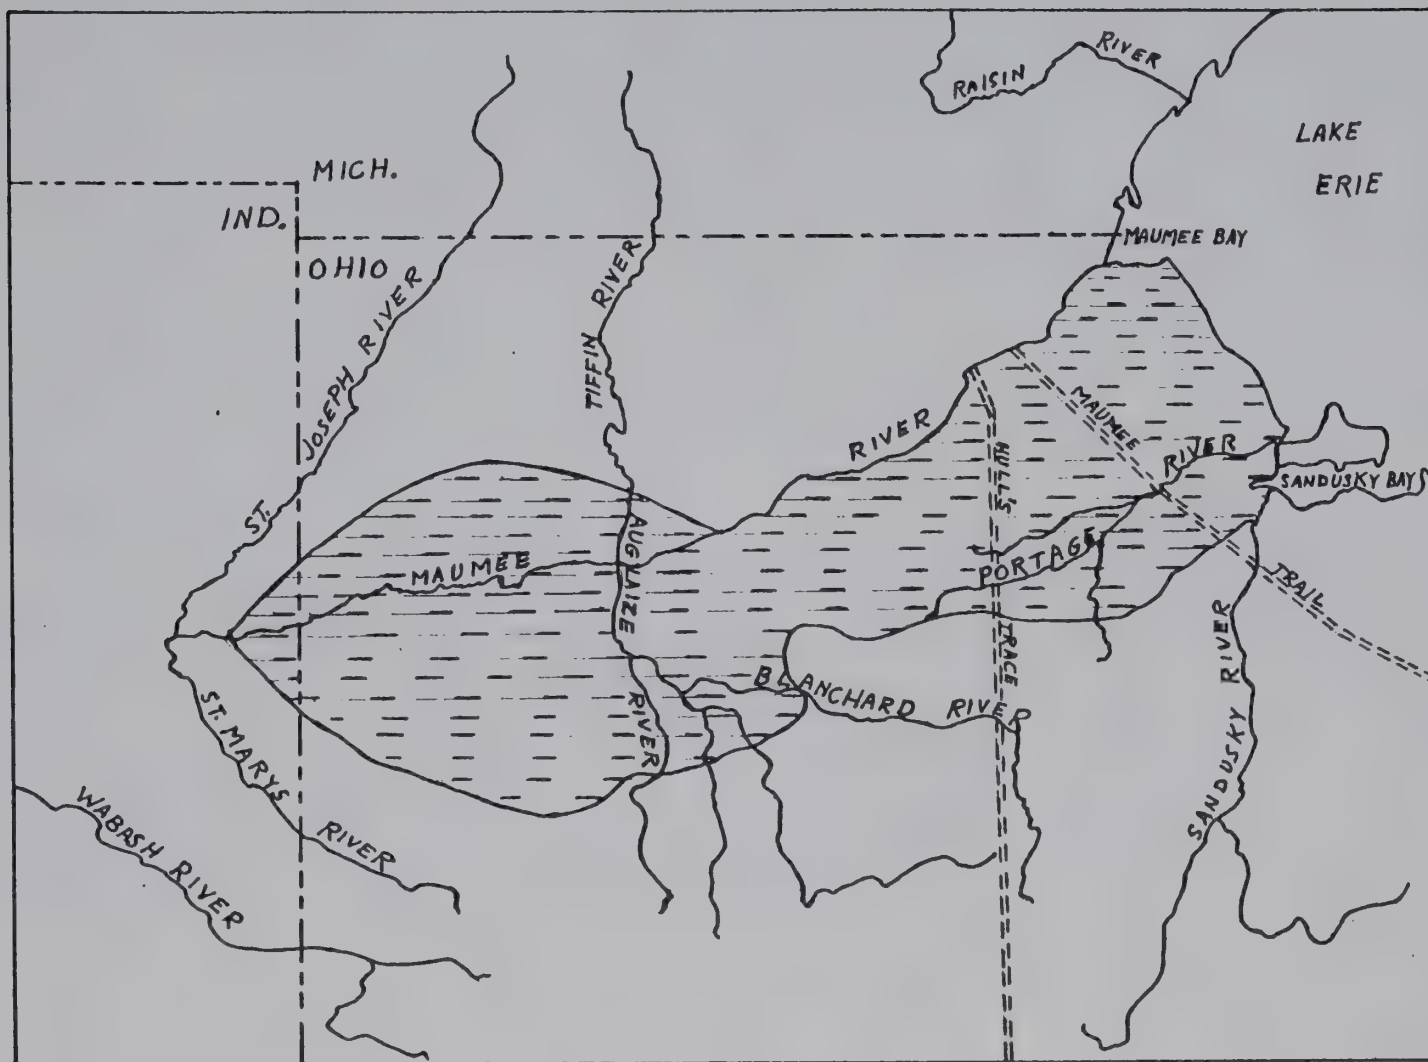 RAISIN RIVER
LAKE
ERIE
MICH.
IND.
OHIO
MAUMEE BAY
ST. JOSEPH RIVER
TIFFIN RIVER
MAUMEE RIVER
HULL'S TRACE
MAUMEE TRAIL
PORTAGE RIVER
SANDUSKY BAY
AUGLAIZE RIVER
BLANCHARD RIVER
SANDUSKY RIVER
ST. MARYS RIVER
WABASH RIVER